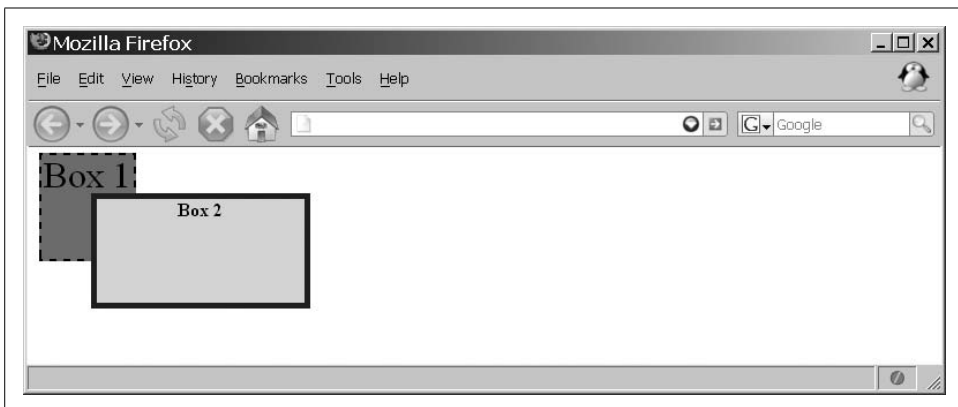 Mozilla Firefox
File Edit View History Bookmarks Tools Help
G Google
Box 1
Box 2